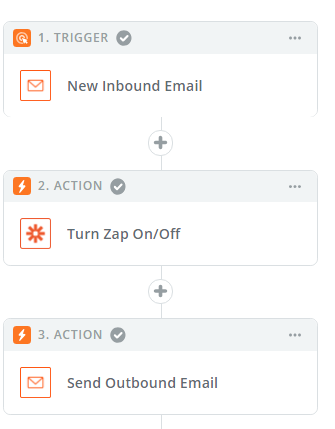 1. TRIGGER
New Inbound Email
2. ACTION
Turn Zap On/Off
3. ACTION
Send Outbound Email